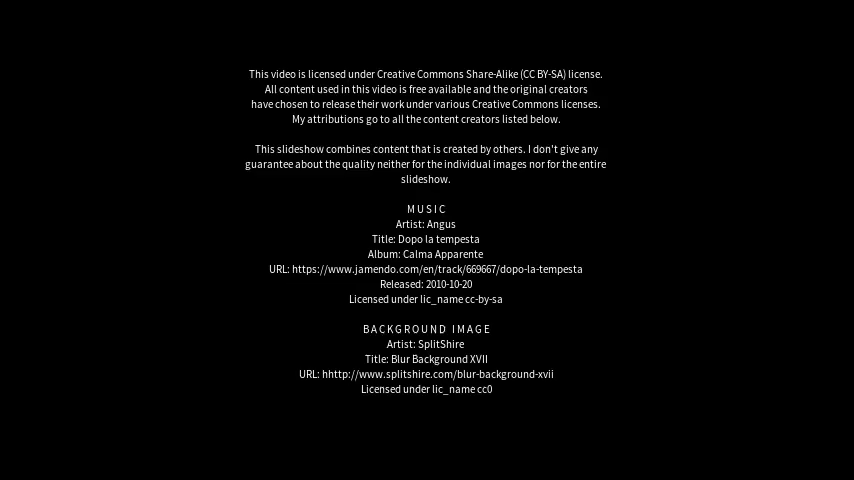 This video is licensed under Creative Commons Share-Alike (CC BY-SA) license.
All content used in this video is free available and the original creators
have chosen to release their work under various Creative Commons licenses.
My attributions go to all the content creators listed below.
This slideshow combines content that is created by others. I don't give any
guarantee about the quality neither for the individual images nor for the entire
slideshow.
MUSIC
Artist: Angus
Title: Dopo la tempesta
Album: Calma Apparente
URL: https://www.jamendo.com/en/track/669667/dopo-la-tempesta
Released: 2010-10-20
Licensed under lic_name cc-by-sa
BACKGROUND IMAGE
Artist: SplitShire
Title: Blur Background XVII
URL: hhttp://www.splitshire.com/blur-background-xvii
Licensed under lic_name cc0